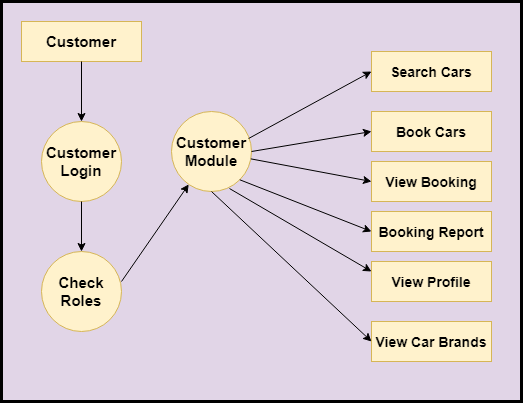 Customer
Customer
Login
Check
Roles
Customer
Module
Search Cars
Book Cars
View Booking
Booking Report
View Profile
View Car Brands